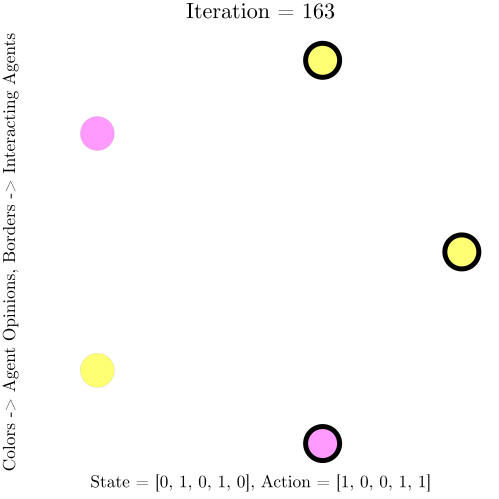 Iteration = 163
Colors -> Agent Opinions, Borders -> Interacting Agents
State = [0, 1, 0, 1, 0], Action = [1, 0, 0, 1, 1]